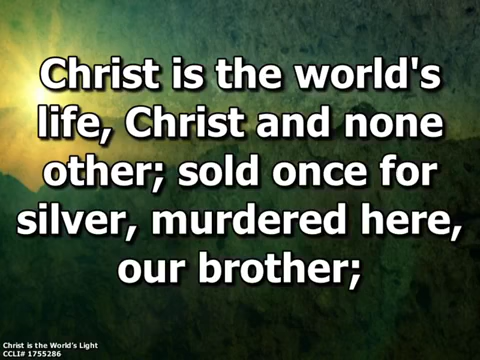 Christ is the world's
life, Christ and none
other; sold once for
silver, murdered here,
our brother;
Christ is the World's Light
CCLI# 1755286